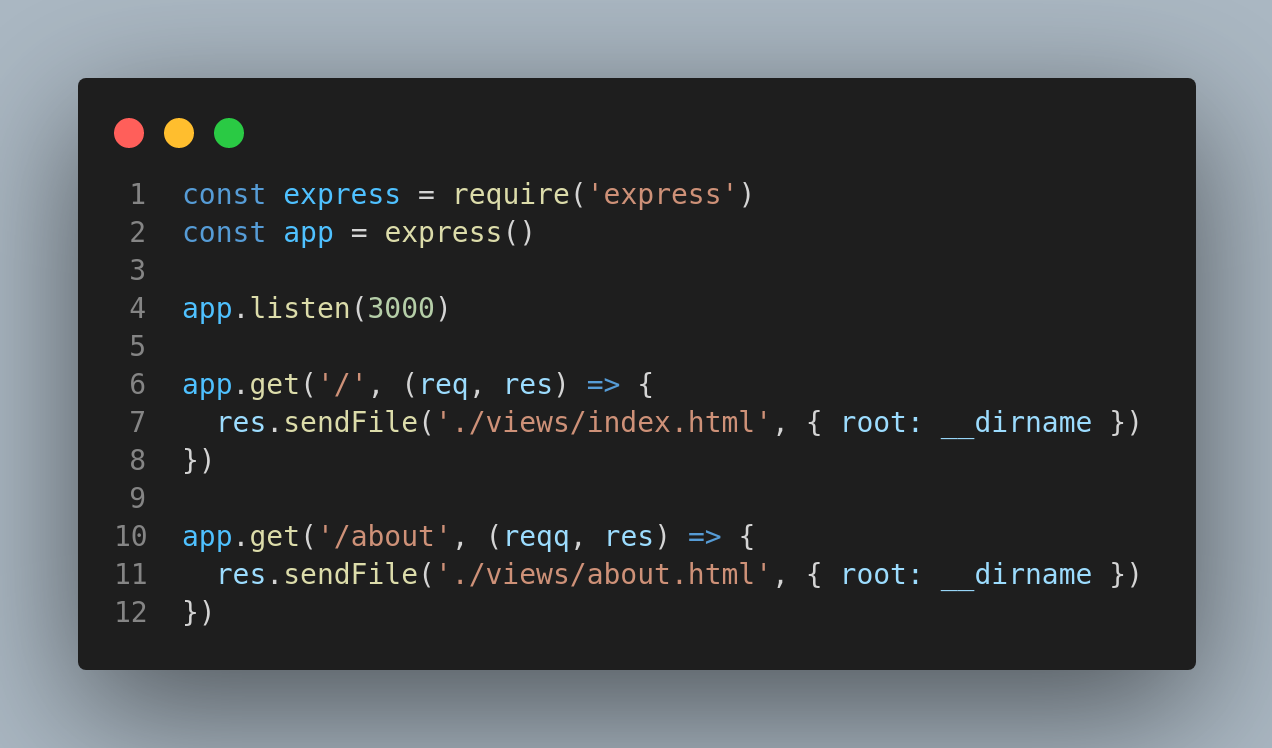 1 const express = require('express')
2 const app = express()
3
4 app.listen(3000)
5
6 app.get('/', (req, res) => {
7   res.sendFile('./views/index.html', { root: __dirname })
8 })
9
10 app.get('/about', (reqq, res) => {
11   res.sendFile('./views/about.html', { root: __dirname })
12 })